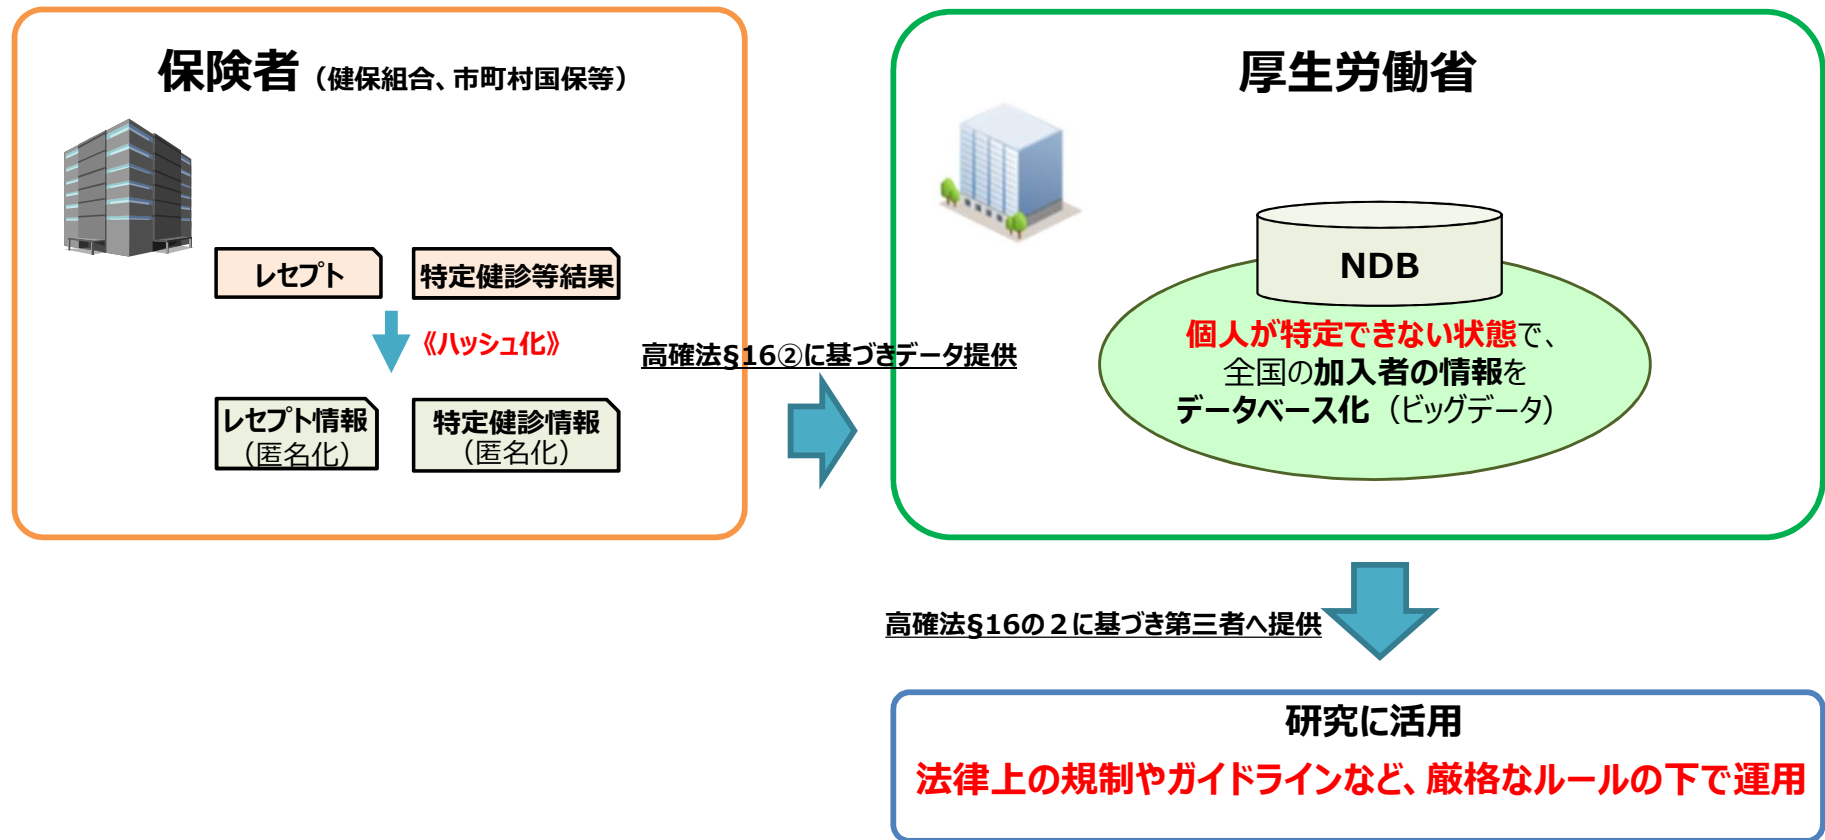 保険者（健保組合、市町村国保等）
レセプト
特定健診等結果
《ハッシュ化》
レセプト情報
（匿名化）
特定健診情報
（匿名化）
高確法§16②に基づきデータ提供
厚生労働省
NDB
個人が特定できない状態で、
全国の加入者の情報を
データベース化（ビッグデータ）
高確法§16の２に基づき第三者へ提供
研究に活用
法律上の規制やガイドラインなど、厳格なルールの下で運用